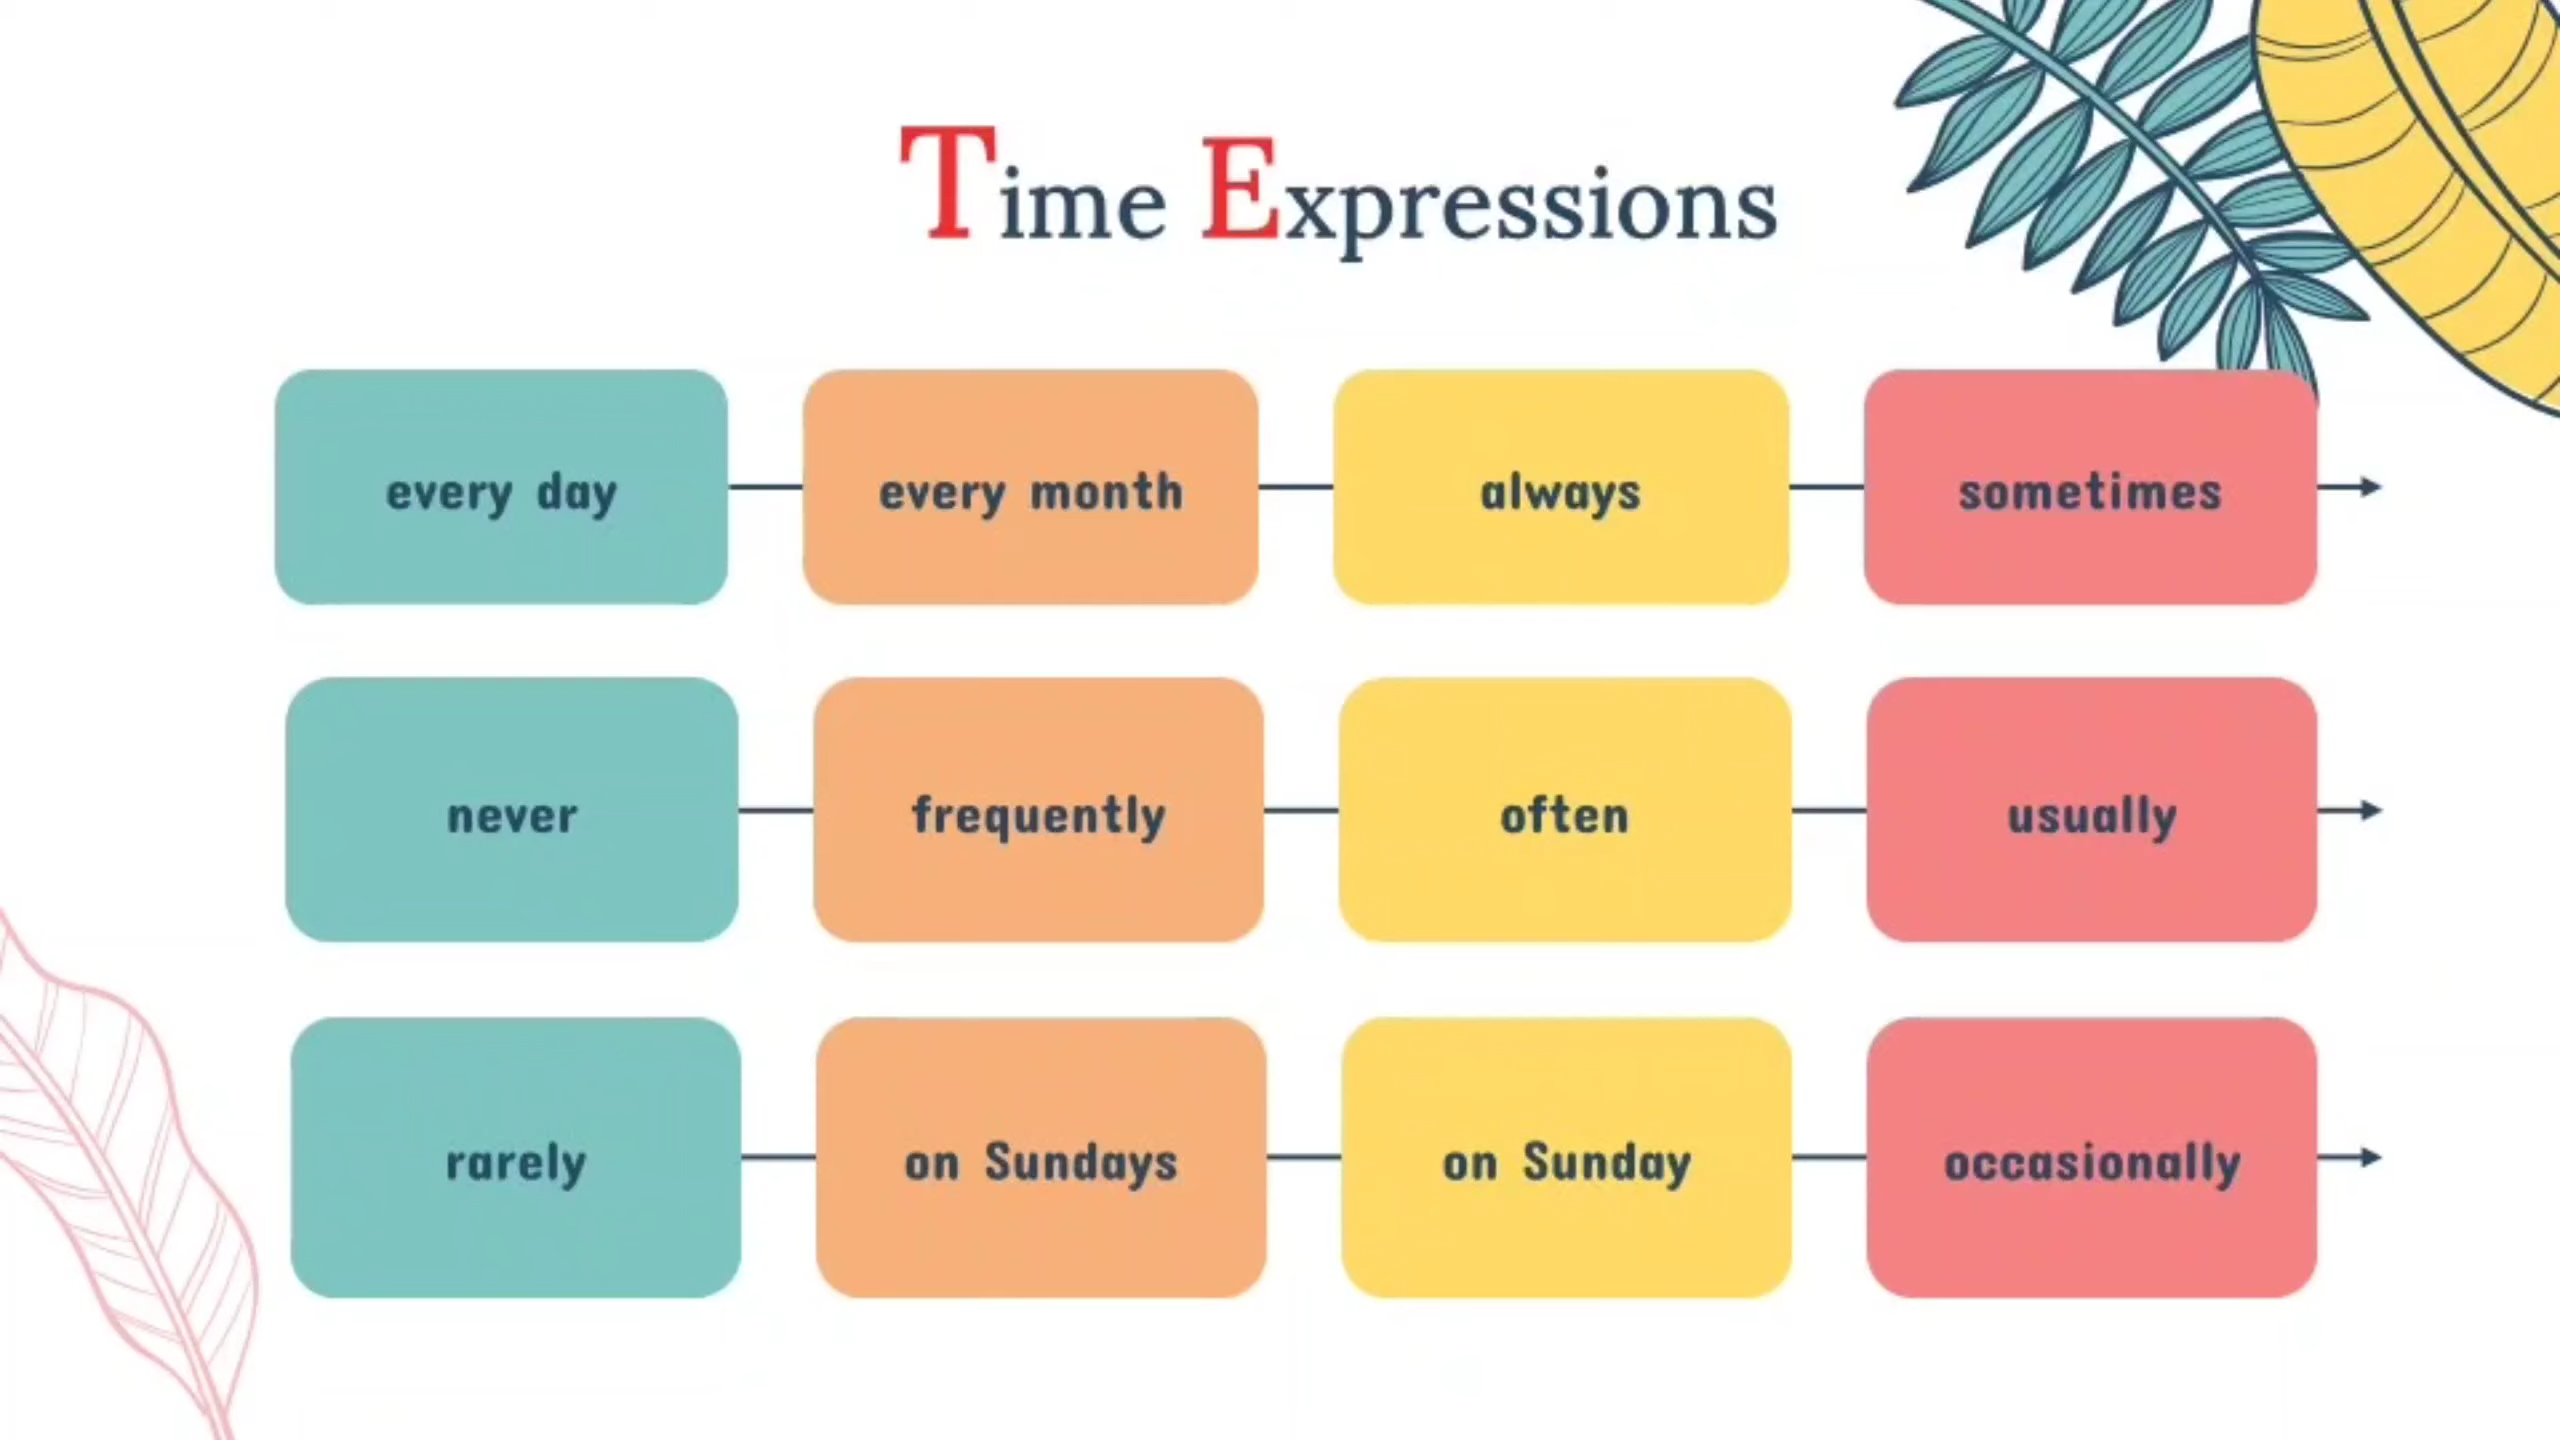 Time Expressions
every day
every month
always
sometimes
never
frequently
often
usually
rarely
on Sundays
on Sunday
occasionally